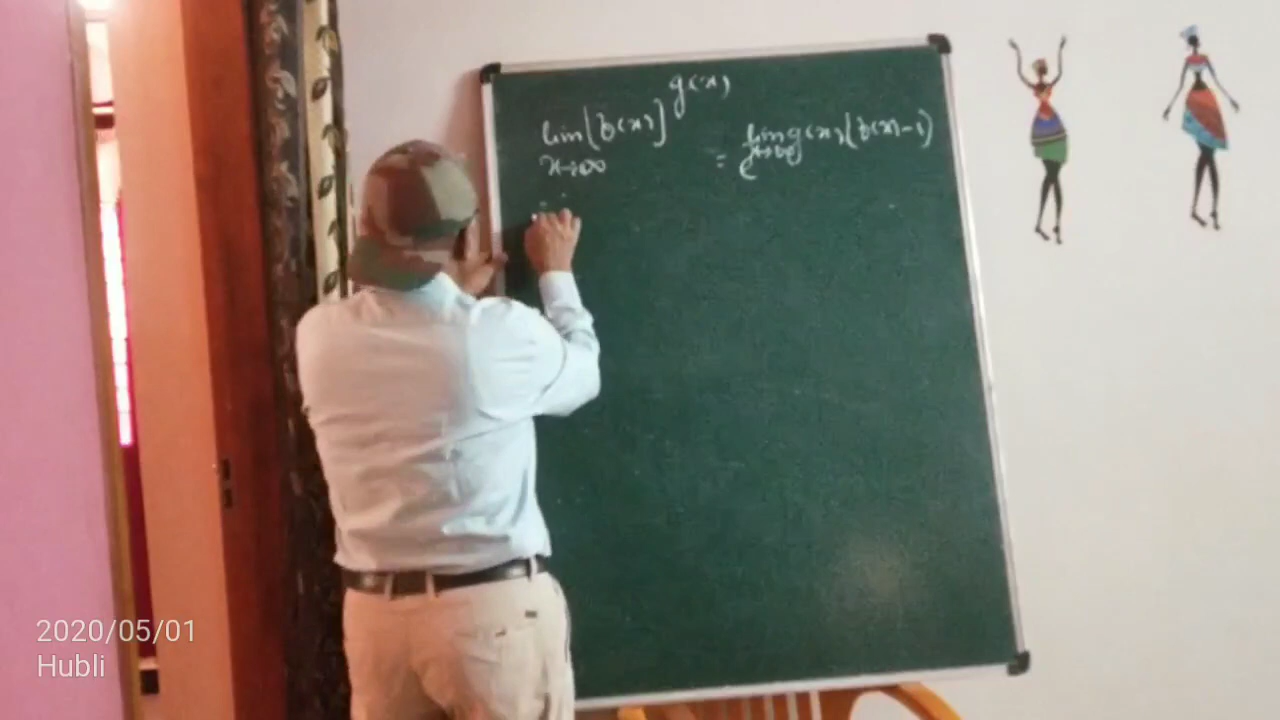 lim [f(x)]^g(x) = e^lim x→∞ g(x)(f(x)-1)
x→∞
2020/05/01
Hubli